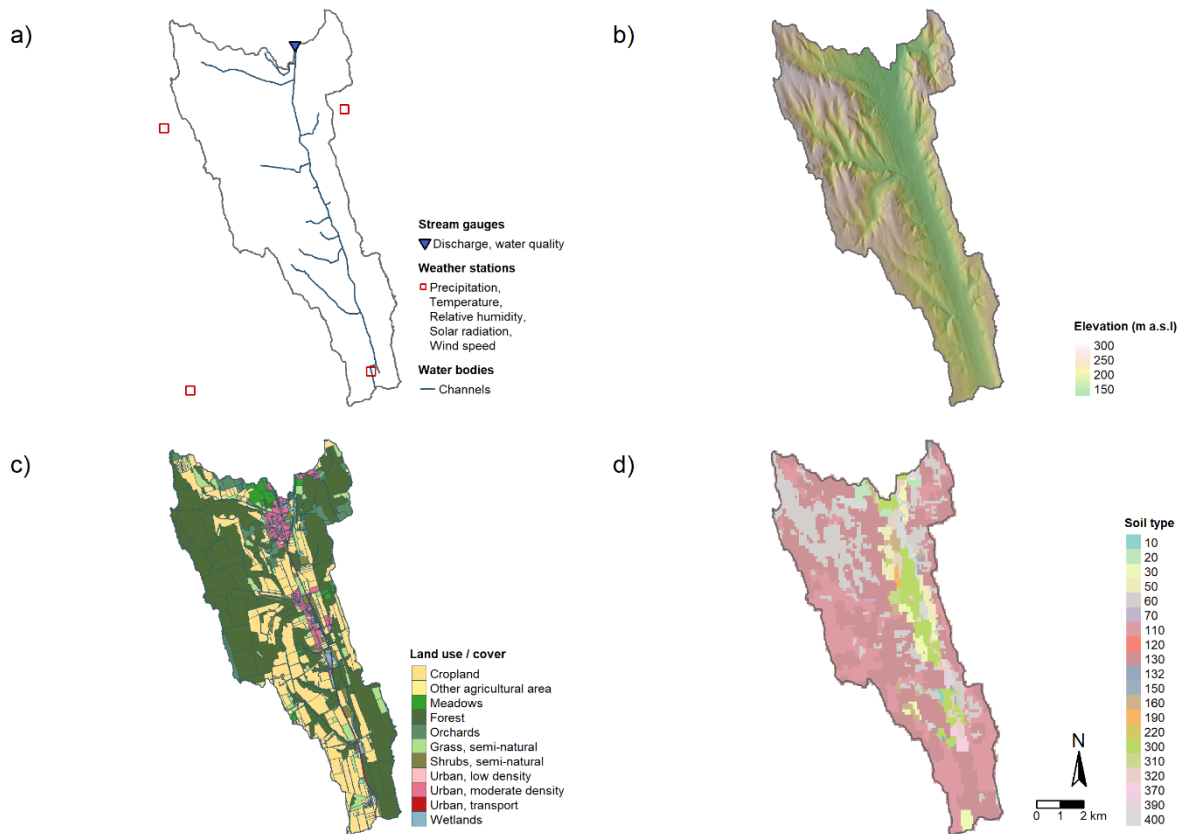 a)
Stream gauges
Discharge, water quality
Weather stations
Precipitation,
Temperature,
Relative humidity,
Solar radiation,
Wind speed
Water bodies
Channels
b)
Elevation (m a.s.l)
300
250
200
150
c)
Land use / cover
Cropland
Other agricultural area
Meadows
Forest
Orchards
Grass, semi-natural
Shrubs, semi-natural
Urban, low density
Urban, moderate density
Urban, transport
Wetlands
d)
Soil type
10
20
30
50
60
70
110
120
130
132
150
160
190
220
300
310
320
370
390
400
N
0 1 2 km